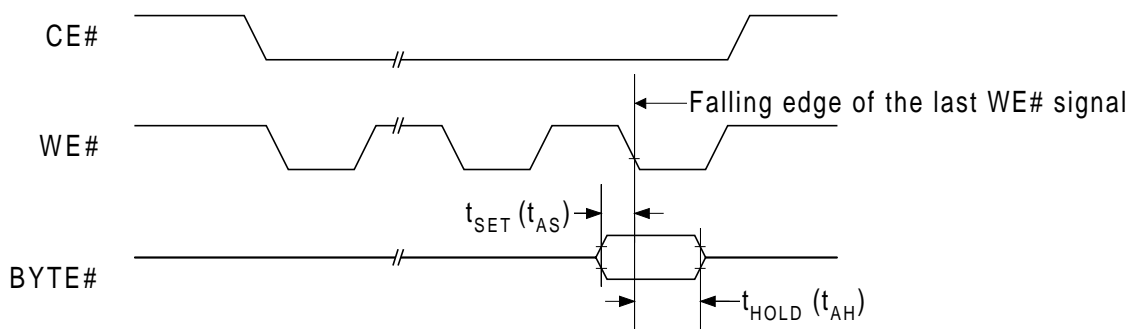 CE#
Falling edge of the last WE# signal
WE#
tSET (tAS)
BYTE#
tHOLD (tAH)